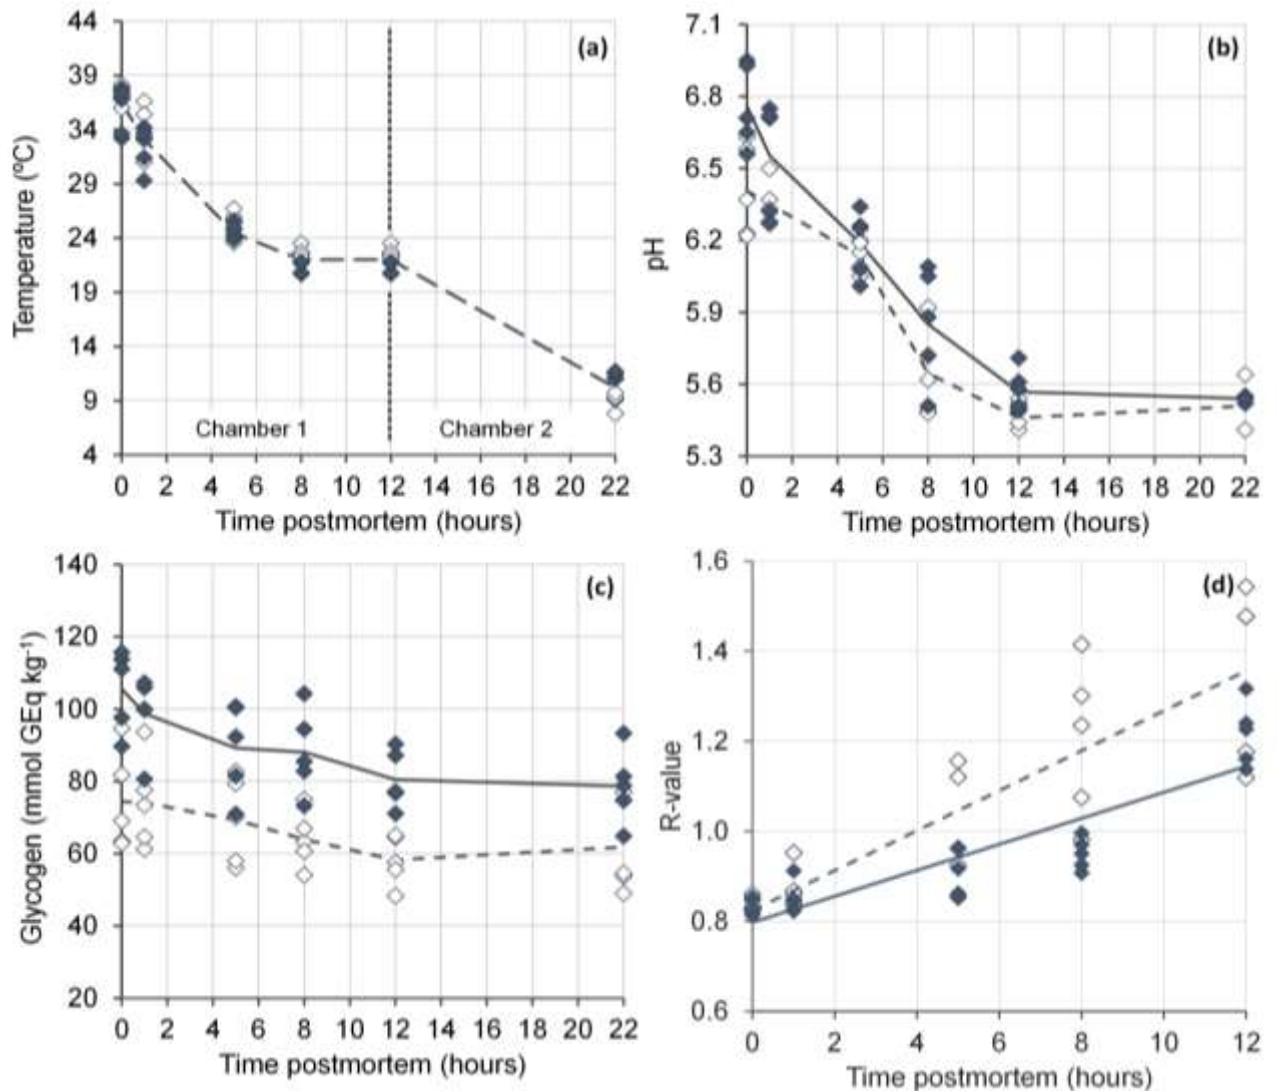 44
39
34
29
24
19
14
9
4
Temperature (ºC)
(a)
Chamber 1
Chamber 2
0 2 4 6 8 10 12 14 16 18 20 22
Time postmortem (hours)
7.1
6.8
6.5
6.2
5.9
5.6
5.3
pH
(b)
0 2 4 6 8 10 12 14 16 18 20 22
Time postmortem (hours)
140
120
100
80
60
40
20
Glycogen (mmol GEq kg⁻¹)
(c)
0 2 4 6 8 10 12 14 16 18 20 22
Time postmortem (hours)
1.6
1.4
1.2
1.0
0.8
0.6
R-value
(d)
0 2 4 6 8 10 12
Time postmortem (hours)